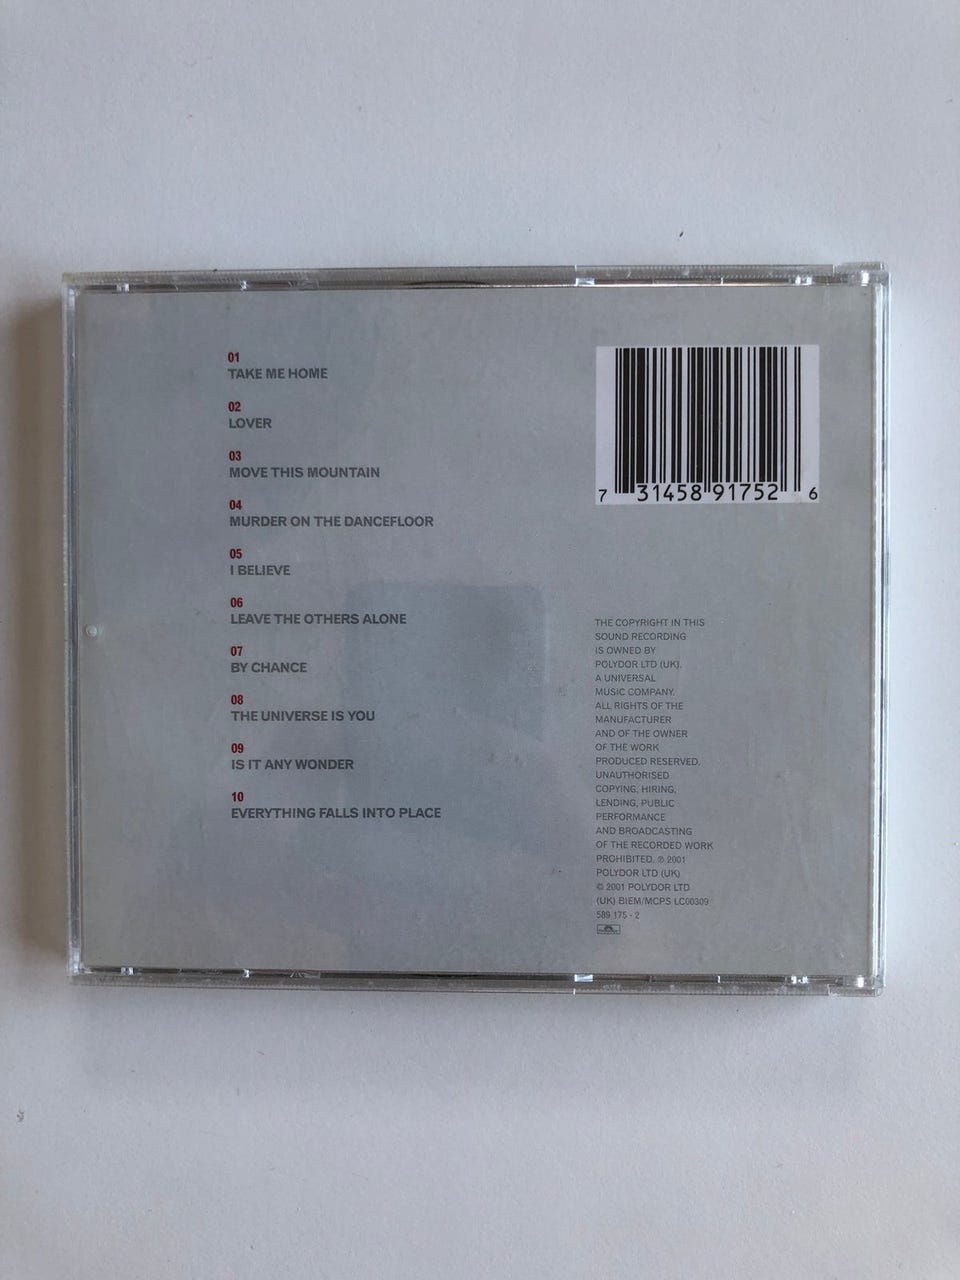 01
TAKE ME HOME
02
LOVER
03
MOVE THIS MOUNTAIN
04
MURDER ON THE DANCEFLOOR
05
I BELIEVE
06
LEAVE THE OTHERS ALONE
07
BY CHANCE
08
THE UNIVERSE IS YOU
09
IS IT ANY WONDER
10
EVERYTHING FALLS INTO PLACE
7 31458 91752 6
THE COPYRIGHT IN THIS
SOUND RECORDING
IS OWNED BY
POLYDOR LTD (UK).
A UNIVERSAL
MUSIC COMPANY.
ALL RIGHTS OF THE
MANUFACTURER
AND OF THE OWNER
OF THE WORK
PRODUCED RESERVED.
UNAUTHORISED
COPYING, HIRING,
LENDING, PUBLIC
PERFORMANCE
AND BROADCASTING
OF THE RECORDED WORK
PROHIBITED. ℗ 2001
POLYDOR LTD (UK)
© 2001 POLYDOR LTD
(UK) BIEM/MCPS LC00309
589 175 - 2